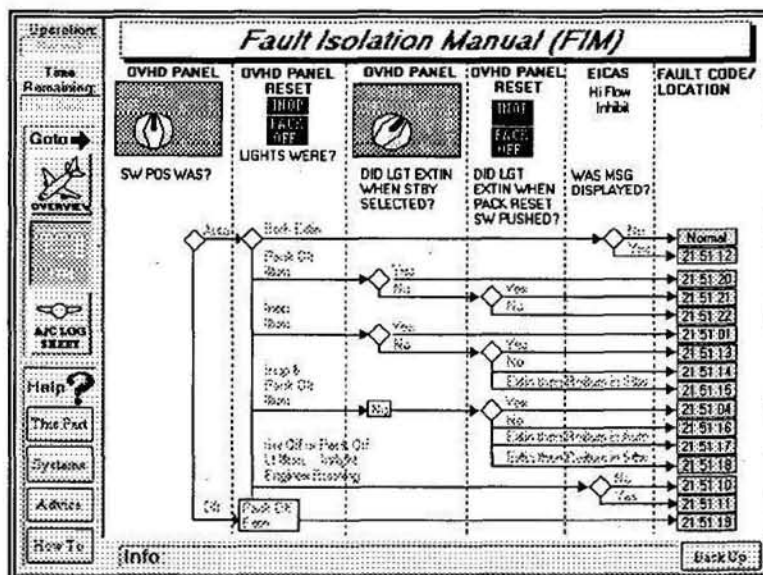 Operation:
Fault Isolation Manual (FIM)
Time
Remaining:
Goto
OVERVIEW
A/C LOG
SHEET
Help ?
This Part
Systems
Advice
How To
OVHD PANEL
SW POS WAS?
OVHD PANEL
RESET
INOP
PACK
OFF
LIGHTS WERE?
OVHD PANEL
DID LGT EXTIN
WHEN STBY
SELECTED?
OVHD PANEL
RESET
INOP
PACK
OFF
DID LGT
EXTIN WHEN
PACK RESET
SW PUSHED?
EICAS
Hi Flow
Inhibit
WAS MSG
DISPLAYED?
FAULT CODE/
LOCATION
Auto
Both Extin
No
Normal
Yes
21:51:12
Pack Off
Yes
21:51:20
No
Yes
21:51:21
No
21:51:22
Inop
Yes
21:51:01
No
Yes
21:51:13
No
21:51:14
21:51:15
Inop &
Pack Off
No
Yes
21:51:04
No
21:51:16
21:51:17
21:51:18
Engines Running
No
21:51:10
Yes
21:51:11
Off
Pack Off
21:51:19
Info:
Back Up